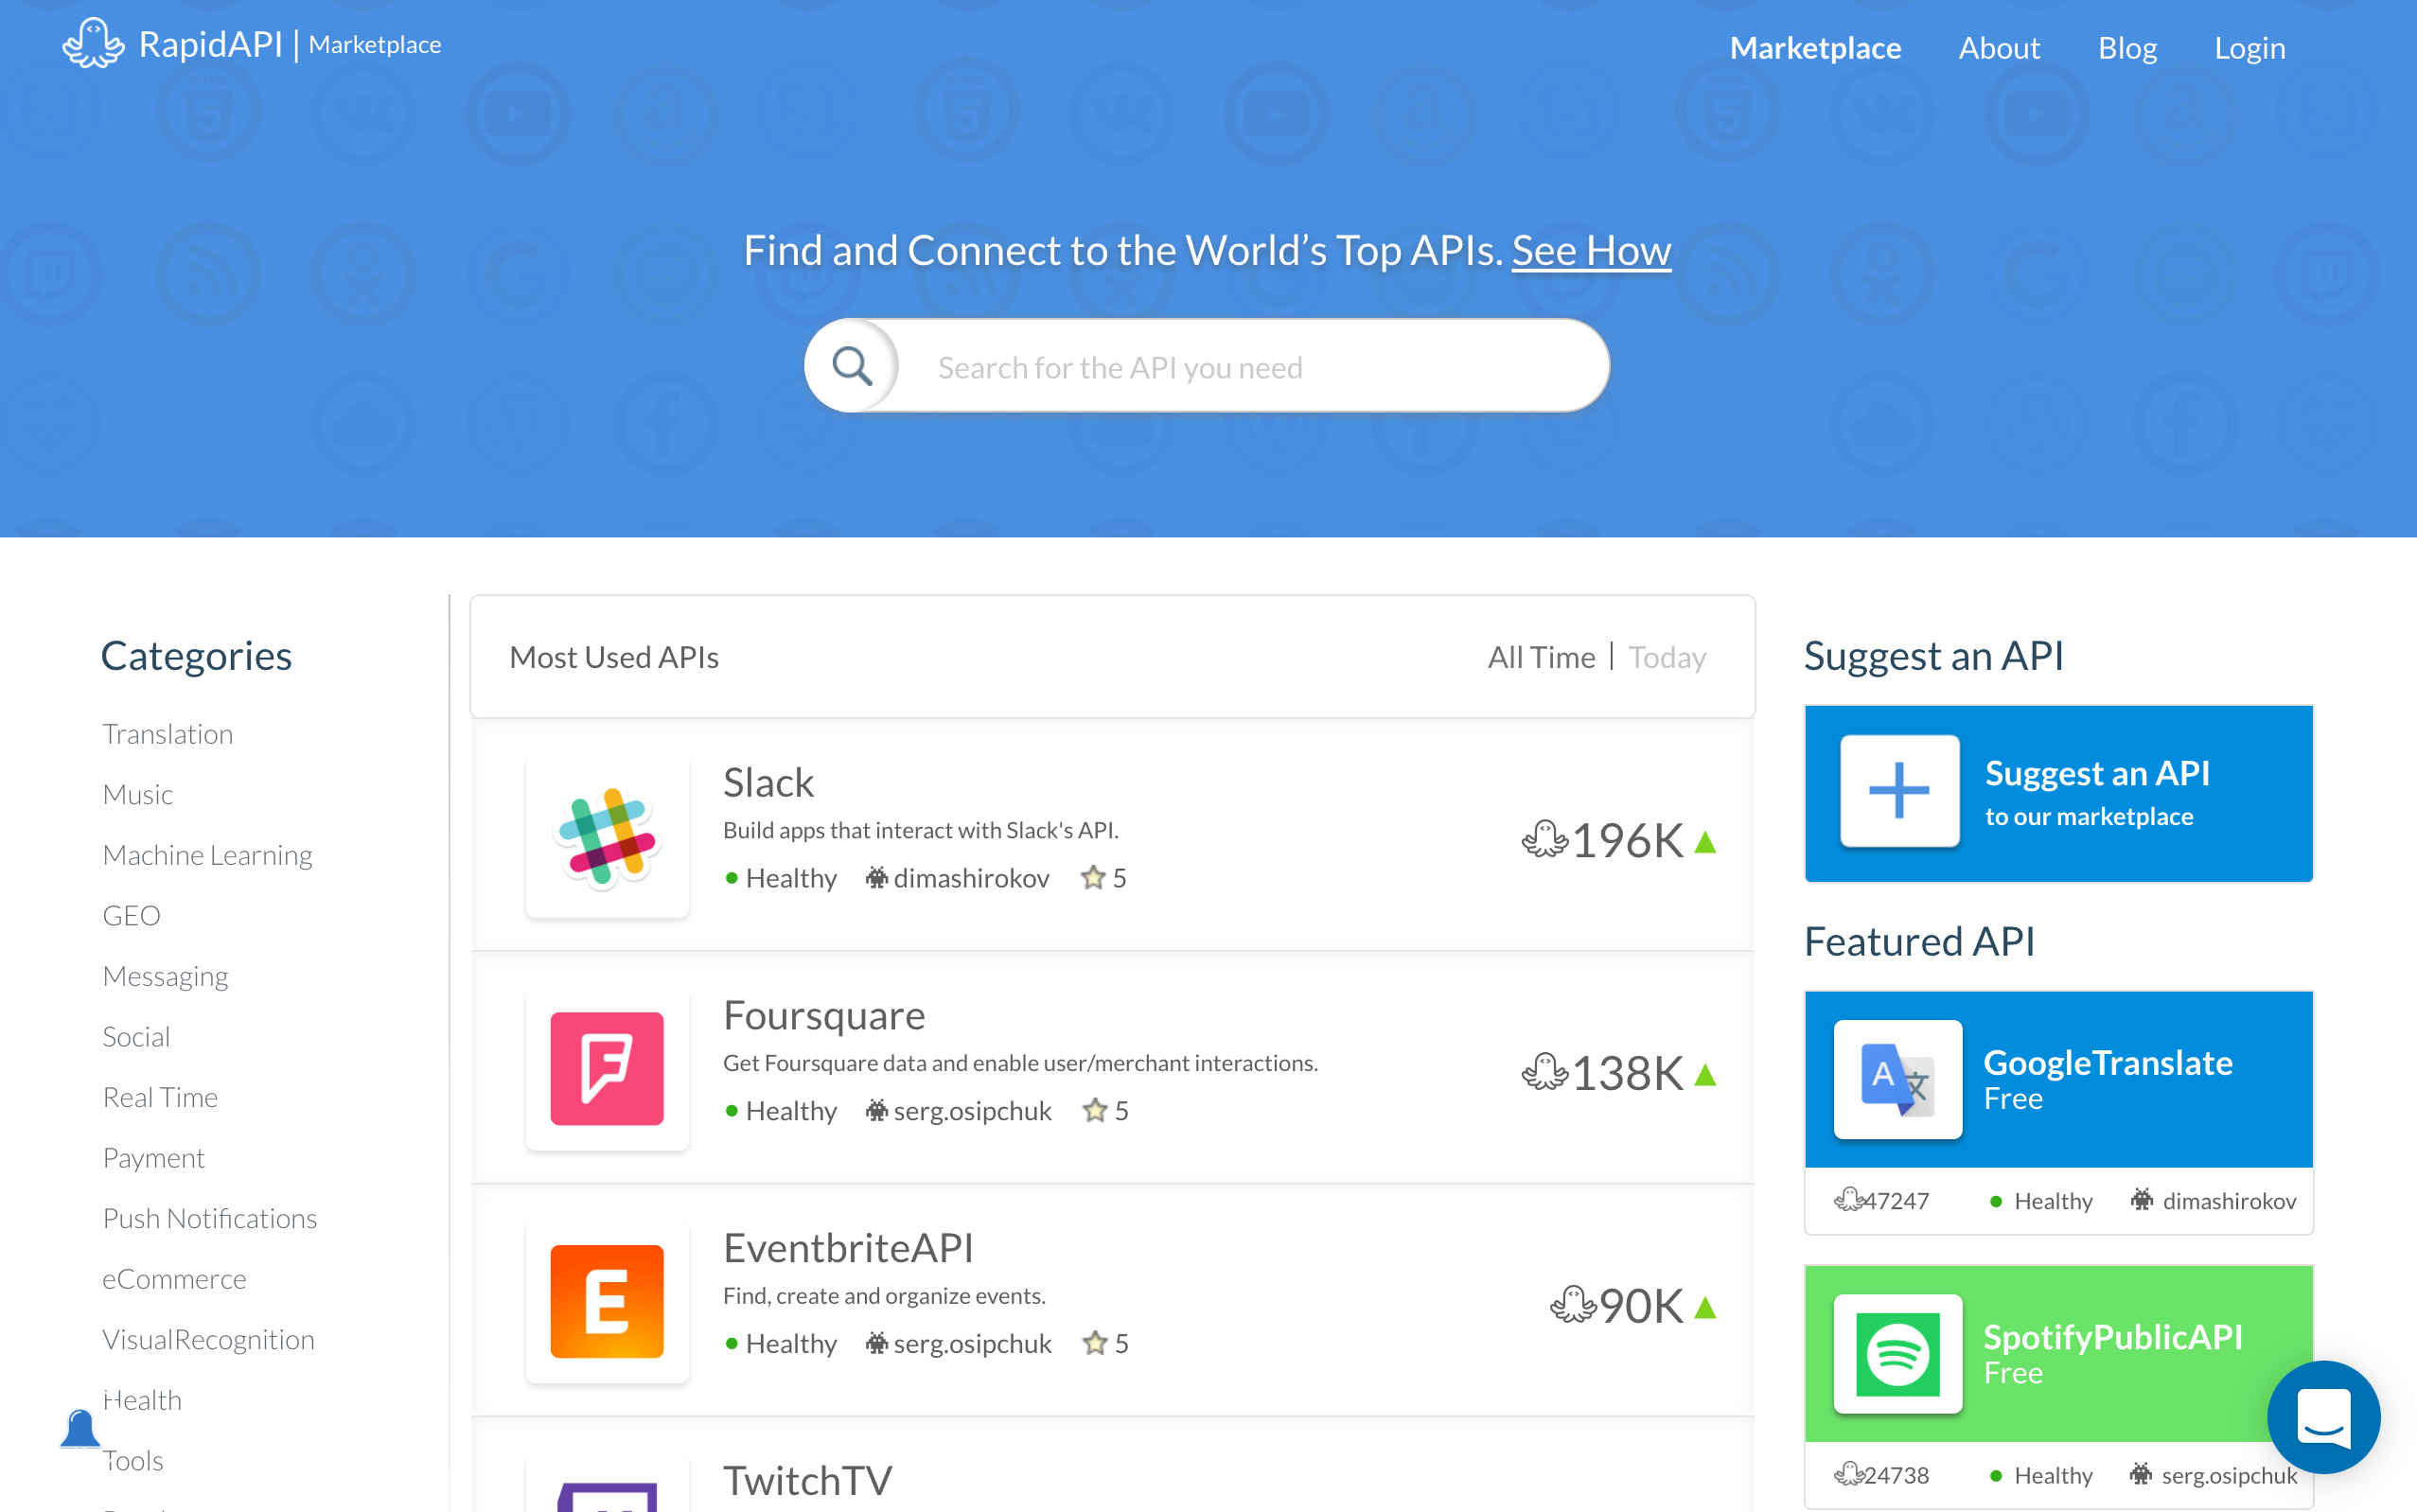 RapidAPI | Marketplace
Marketplace About Blog Login
Find and Connect to the World’s Top APIs. See How
Search for the API you need
Categories
Translation
Music
Machine Learning
GEO
Messaging
Social
Real Time
Payment
Push Notifications
eCommerce
VisualRecognition
Health
Tools
Most Used APIs
All Time | Today
Slack
Build apps that interact with Slack's API.
Healthy dimashirokov 5
196K
Foursquare
Get Foursquare data and enable user/merchant interactions.
Healthy serg.osipchuk 5
138K
EventbriteAPI
Find, create and organize events.
Healthy serg.osipchuk 5
90K
TwitchTV
Suggest an API
Suggest an API
to our marketplace
Featured API
GoogleTranslate
Free
47247 Healthy dimashirokov
SpotifyPublicAPI
Free
24738 Healthy serg.osipchuk